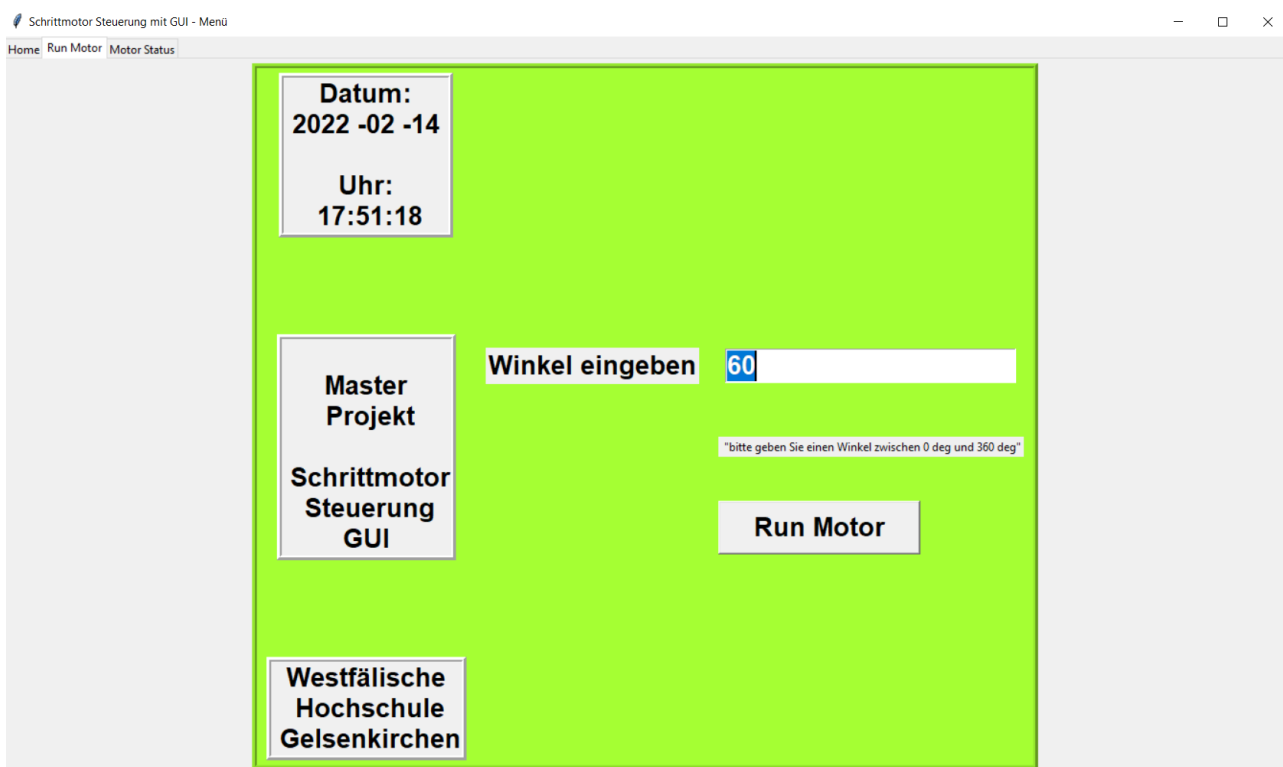 Schrittmotor Steuerung mit GUI - Menü
Home Run Motor Motor Status
Datum:
2022 -02 -14
Uhr:
17:51:18
Master
Projekt
Schrittmotor
Steuerung
GUI
Winkel eingeben
60
"bitte geben Sie einen Winkel zwischen 0 deg und 360 deg"
Run Motor
Westfälische
Hochschule
Gelsenkirchen